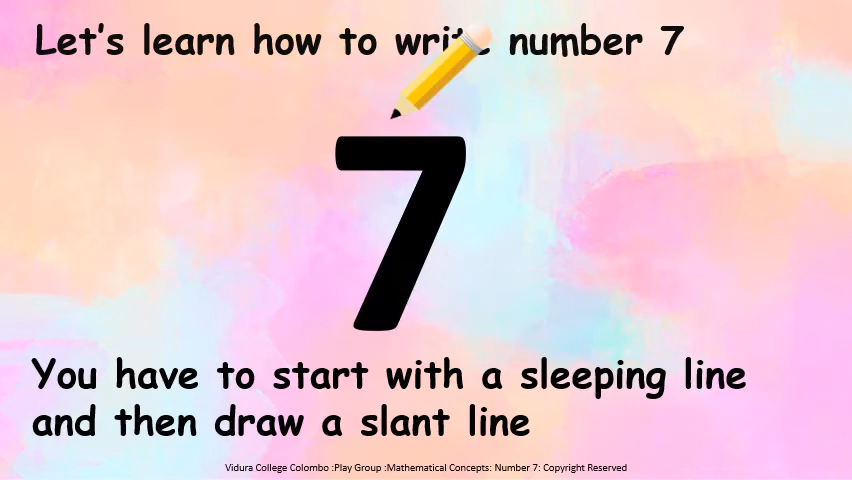 Let's learn how to write number 7
7
You have to start with a sleeping line
and then draw a slant line
Vidura College Colombo :Play Group :Mathematical Concepts: Number 7: Copyright Reserved